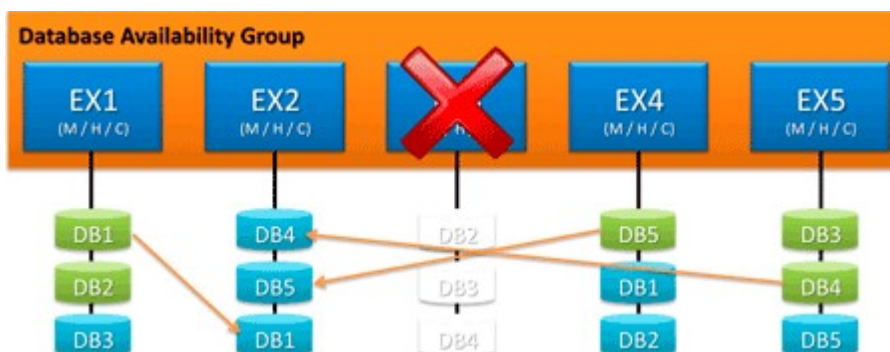 Database Availability Group
EX1 EX2 EX4 EX5
(M / H / C) (M / H / C) (M / H / C) (M / H / C)
DB1 DB4 DB2 DB5 DB3
DB2 DB5 DB3 DB1 DB4
DB3 DB1 DB4 DB2 DB5